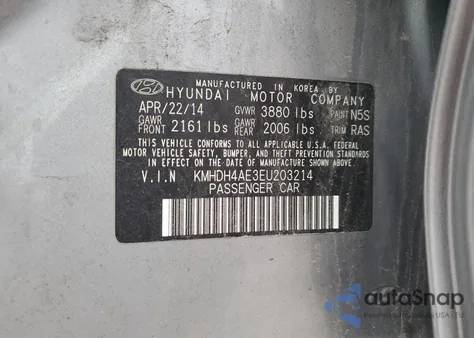 MANUFACTURED IN KOREA BY
HYUNDAI MOTOR COMPANY
APR/22/14 GVWR 3880 lbs PAINT N5S
GAWR FRONT 2161 lbs GAWR REAR 2006 lbs TRIM RAS
THIS VEHICLE CONFORMS TO ALL APPLICABLE U.S.A. FEDERAL
MOTOR VEHICLE SAFETY, BUMPER, AND THEFT PREVENTION
STANDARDS IN EFFECT ON THE DATE OF MANUFACTURE SHOWN
ABOVE.
V.I.N KMHDH4AE3EU203214
PASSENGER CAR
autoSnap